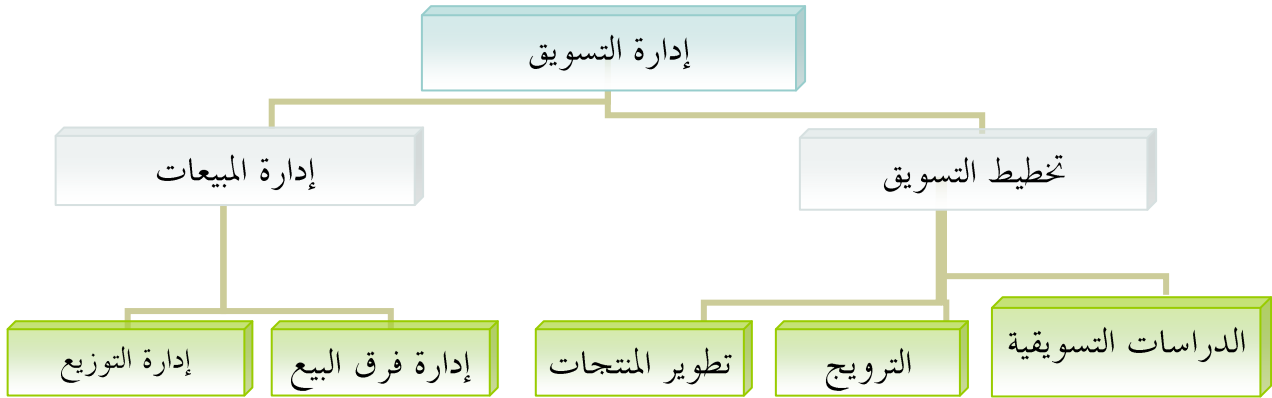 إدارة التسويق
تخطيط التسويق
إدارة المبيعات
الدراسات التسويقية
الترويج
تطوير المنتجات
إدارة فرق البيع
إدارة التوزيع